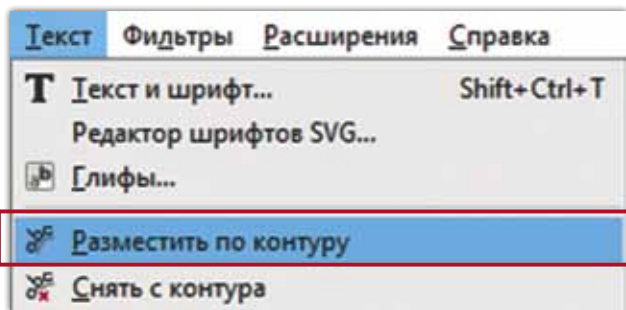 Текст Фильтры Расширения Справка
Текст и шрифт... Shift+Ctrl+T
Редактор шрифтов SVG...
Глифы...
Разместить по контуру
Снять с контура